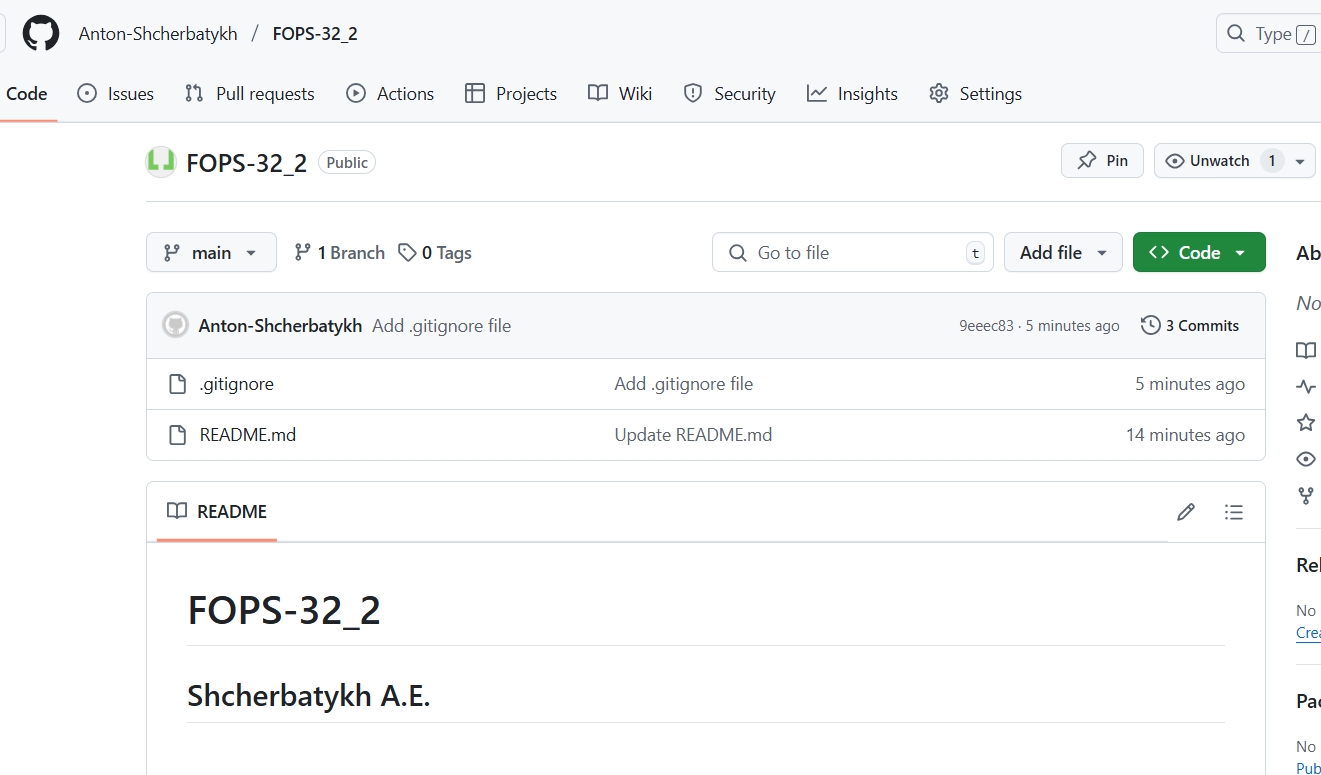 Anton-Shcherbatykh / FOPS-32_2
Type /
Code Issues Pull requests Actions Projects Wiki Security Insights Settings
FOPS-32_2 Public
Pin Unwatch 1
main 1 Branch 0 Tags
Go to file t Add file <> Code
Ab
No
Anton-Shcherbatykh Add .gitignore file 9eeec83 · 5 minutes ago 3 Commits
.gitignore Add .gitignore file 5 minutes ago
README.md Update README.md 14 minutes ago
README
FOPS-32_2
Shcherbatykh A.E.
Rel
No
Crea
Pac
No
Pub